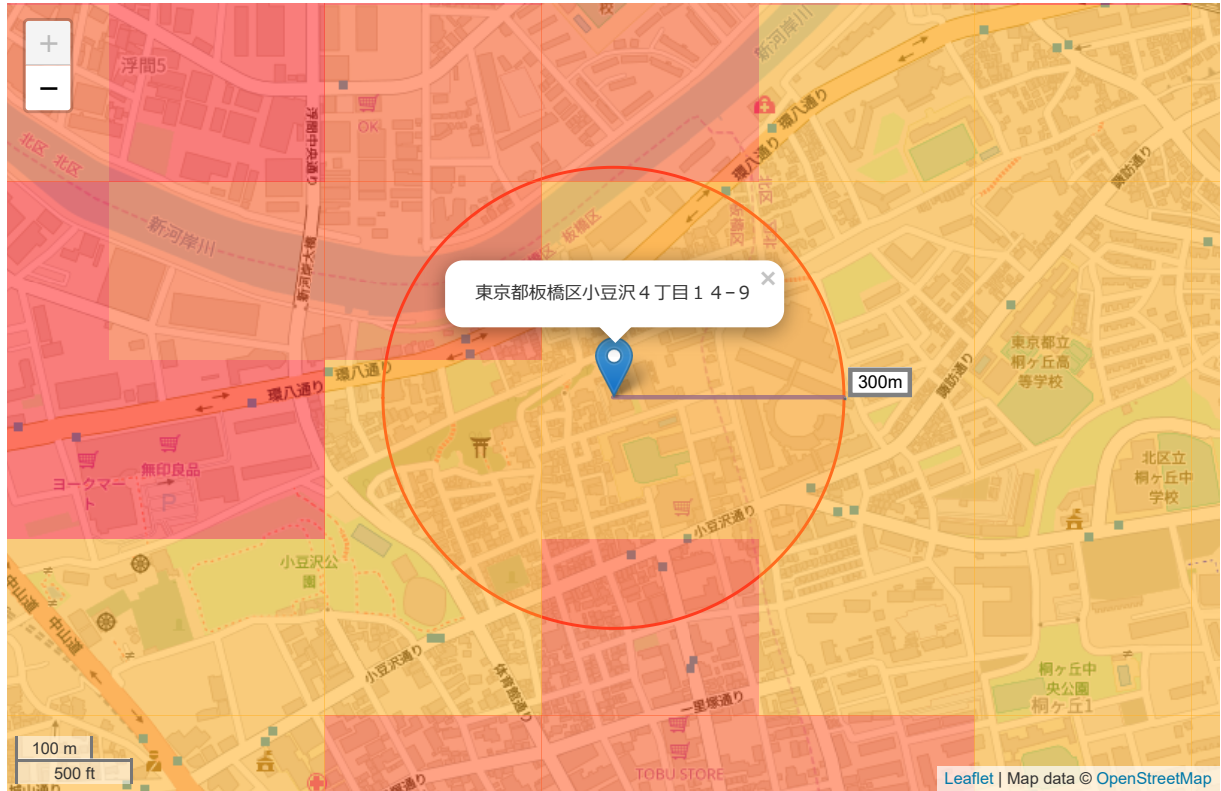 +
−
校
新河岸川
浮間5
OK
浮間中央通り
環八通り
北区 北区
環八通り
諏訪通り
北区 北区
板橋区
新河岸川
板橋区
新河岸大橋
東京都板橋区小豆沢４丁目１４−９
×
東京都立
桐ヶ丘高
等学校
環八通り
300m
諏訪通り
環八通り
無印良品
ヨークマー
ト
P
北区立
桐ヶ丘中
学校
小豆沢通り
小豆沢公
園
中山道
中山道
小豆沢通り
体育館通り
桐ヶ丘中
央公園
桐ヶ丘1
一里塚通り
TOBU STORE
100 m
500 ft
城山通り
Leaflet | Map data © OpenStreetMap